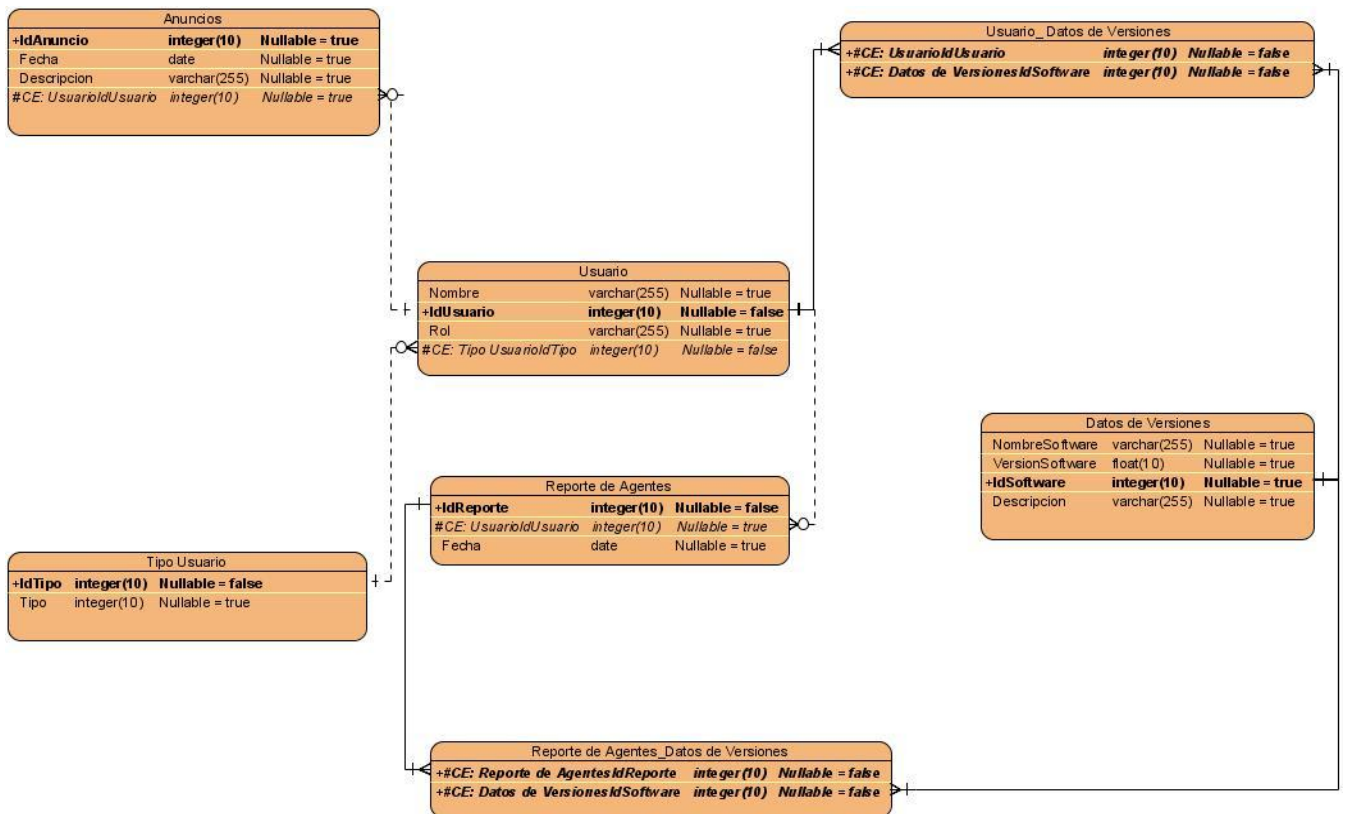 Anuncios
+IdAnuncio integer(10) Nullable = true
Fecha date Nullable = true
Descripcion varchar(255) Nullable = true
#CE: UsuarioIdUsuario integer(10) Nullable = true
Usuario_Datos de Versiones
+#CE: UsuarioIdUsuario integer(10) Nullable = false
+#CE: Datos de VersionesIdSoftware integer(10) Nullable = false
Usuario
Nombre varchar(255) Nullable = true
+IdUsuario integer(10) Nullable = false
Rol varchar(255) Nullable = true
#CE: Tipo UsuarioIdTipo integer(10) Nullable = false
Datos de Versiones
NombreSoftware varchar(255) Nullable = true
VersionSoftware float(10) Nullable = true
+IdSoftware integer(10) Nullable = true
Descripcion varchar(255) Nullable = true
Reporte de Agentes
+IdReporte integer(10) Nullable = false
#CE: UsuarioIdUsuario integer(10) Nullable = true
Fecha date Nullable = true
Tipo Usuario
+IdTipo integer(10) Nullable = false
Tipo integer(10) Nullable = true
Reporte de Agentes_Datos de Versiones
+#CE: Reporte de AgentesIdReporte integer(10) Nullable = false
+#CE: Datos de VersionesIdSoftware integer(10) Nullable = false